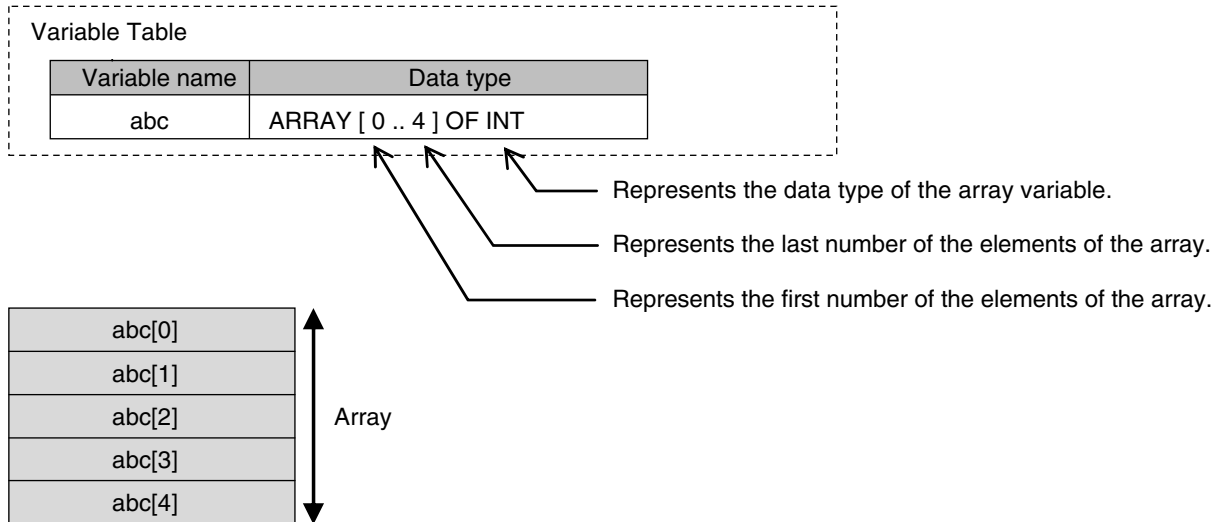 Variable Table
Variable name Data type
abc ARRAY [ 0 .. 4 ] OF INT
Represents the data type of the array variable.
Represents the last number of the elements of the array.
Represents the first number of the elements of the array.
abc[0]
abc[1]
abc[2]
Array
abc[3]
abc[4]